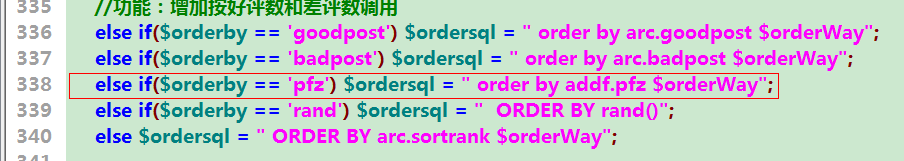 335 //功能：增加按好评数和差评数调用
336 else if($orderby == 'goodpost') $ordersql = " order by arc.goodpost $orderWay";
337 else if($orderby == 'badpost') $ordersql = " order by arc.badpost $orderWay";
338 else if($orderby == 'pfz') $ordersql = " order by addf.pfz $orderWay";
339 else if($orderby == 'rand') $ordersql = "  ORDER BY rand()";
340 else $ordersql = " ORDER BY arc.sortrank $orderWay";
341